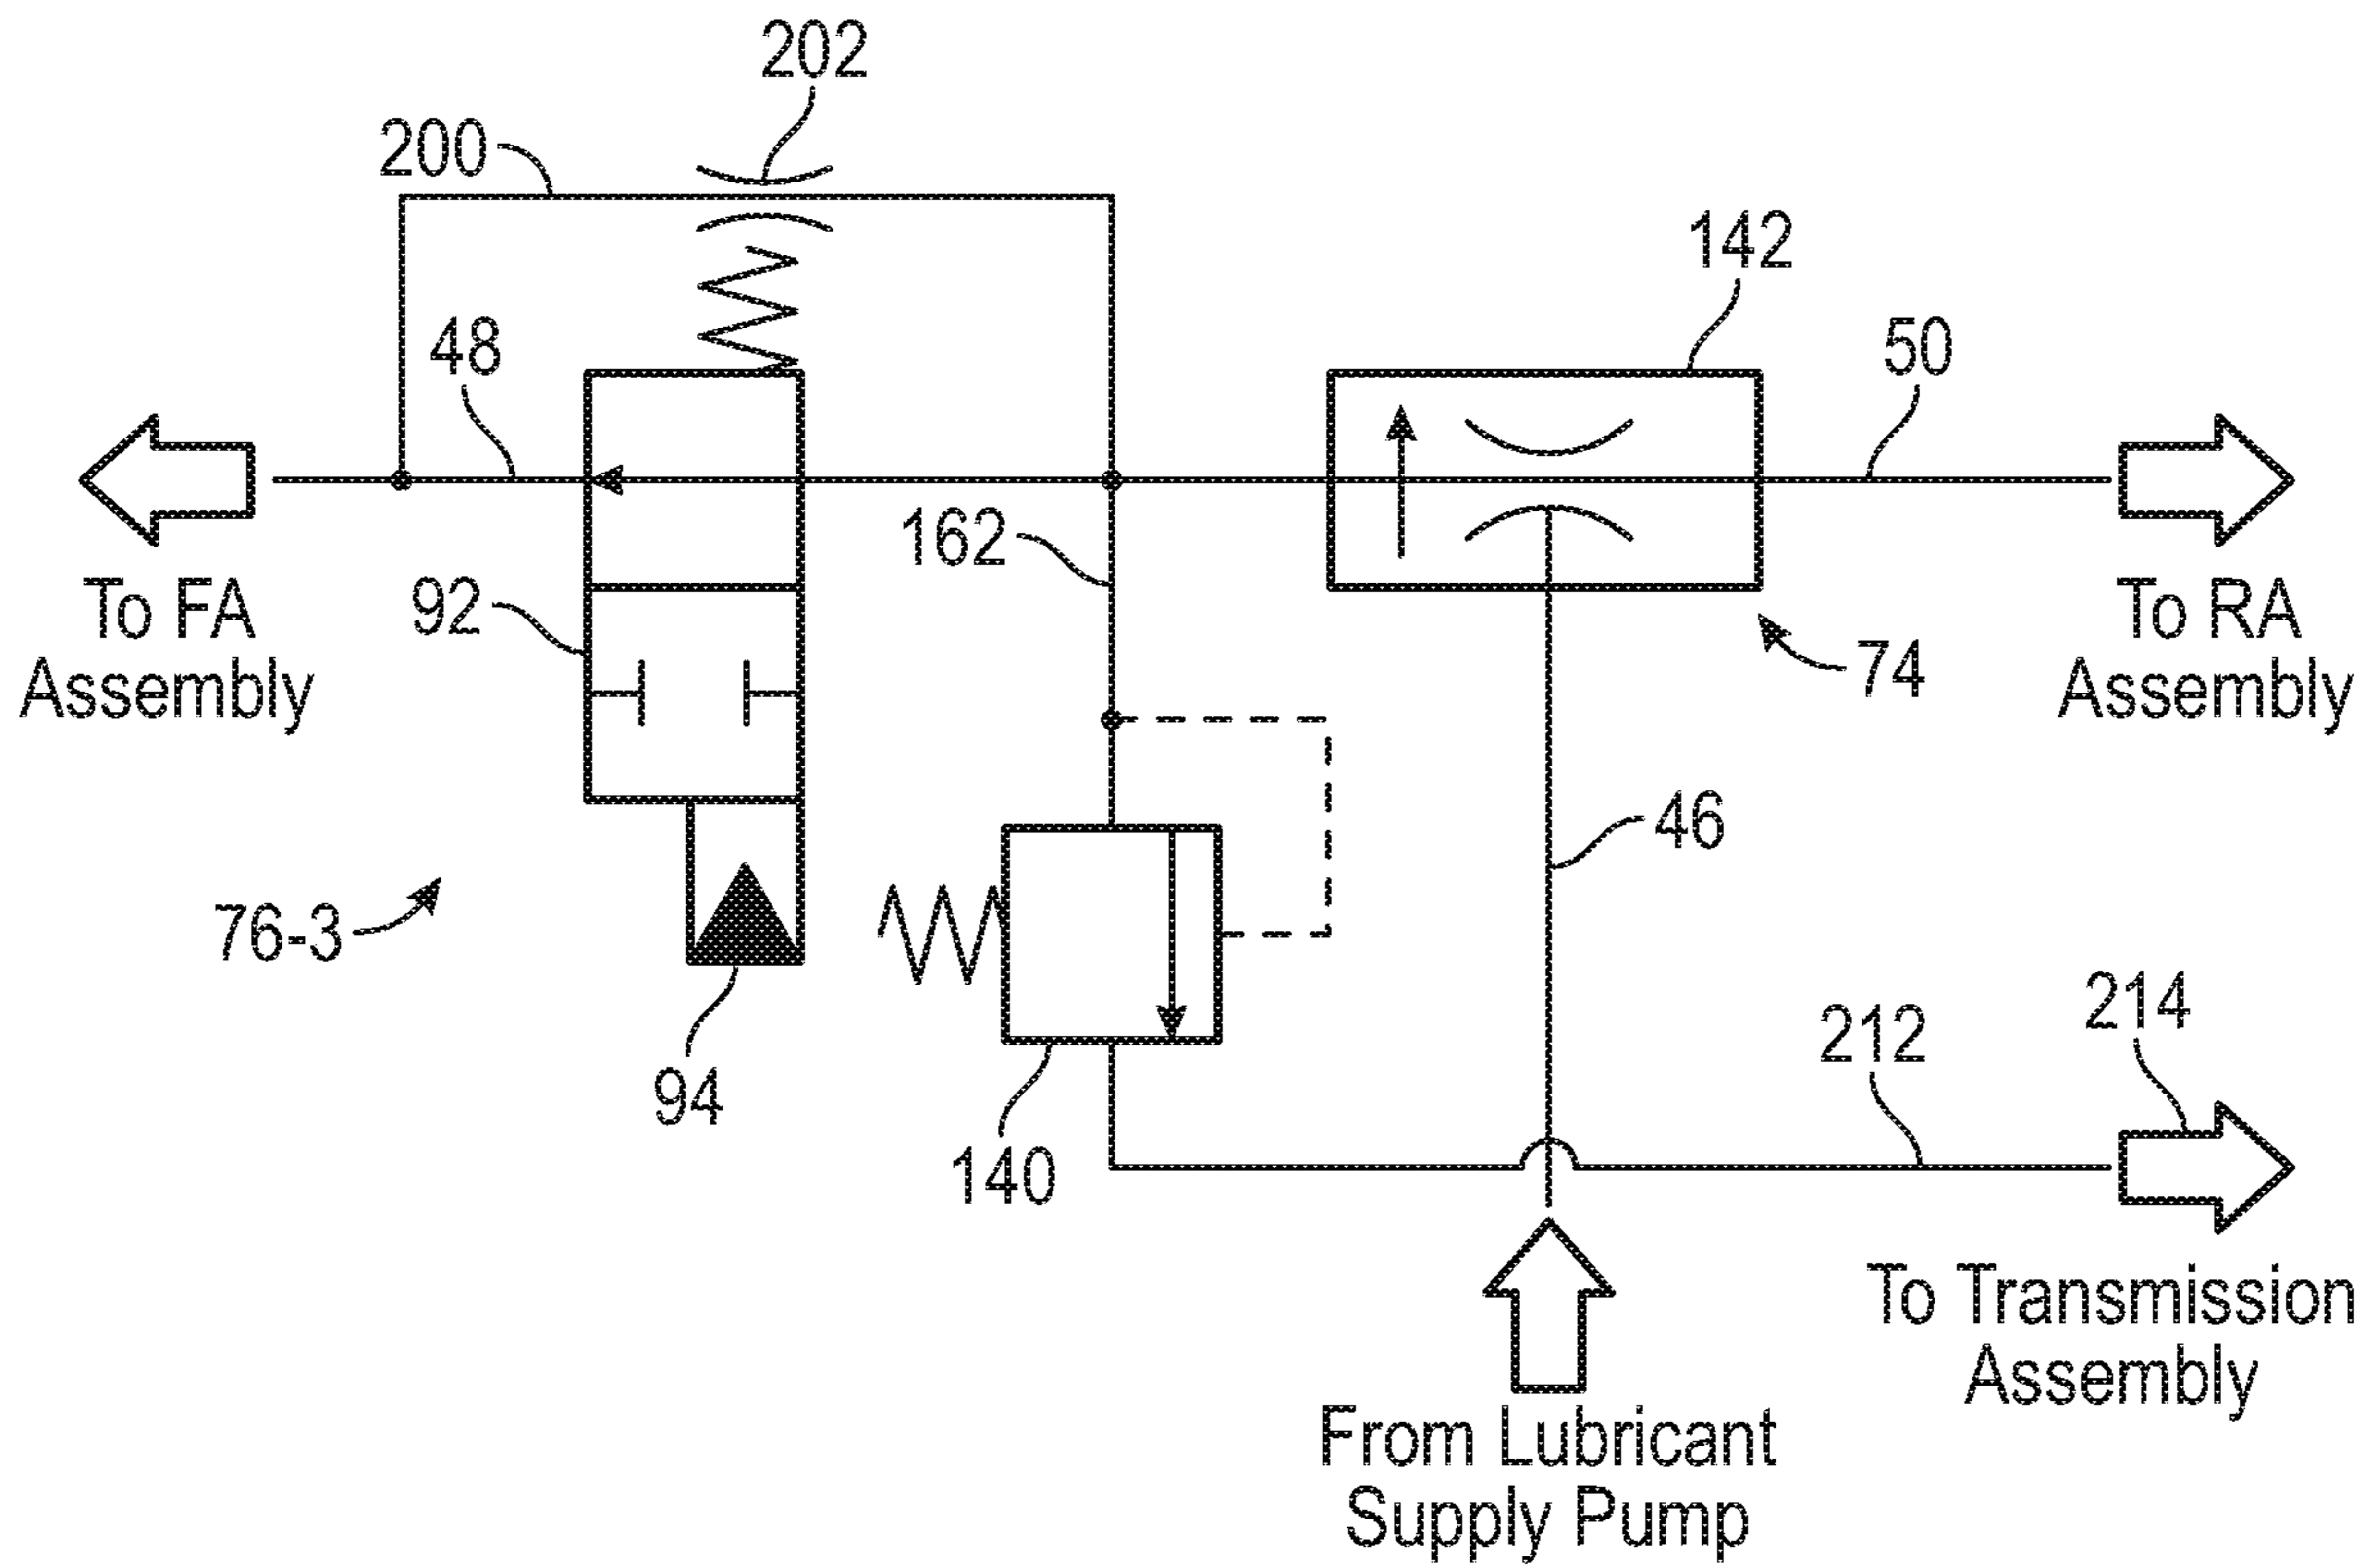 202
200
142
48
50
162
To FA
Assembly
92
74
To RA
Assembly
46
76-3
94
140
212
214
To Transmission
Assembly
From Lubricant
Supply Pump